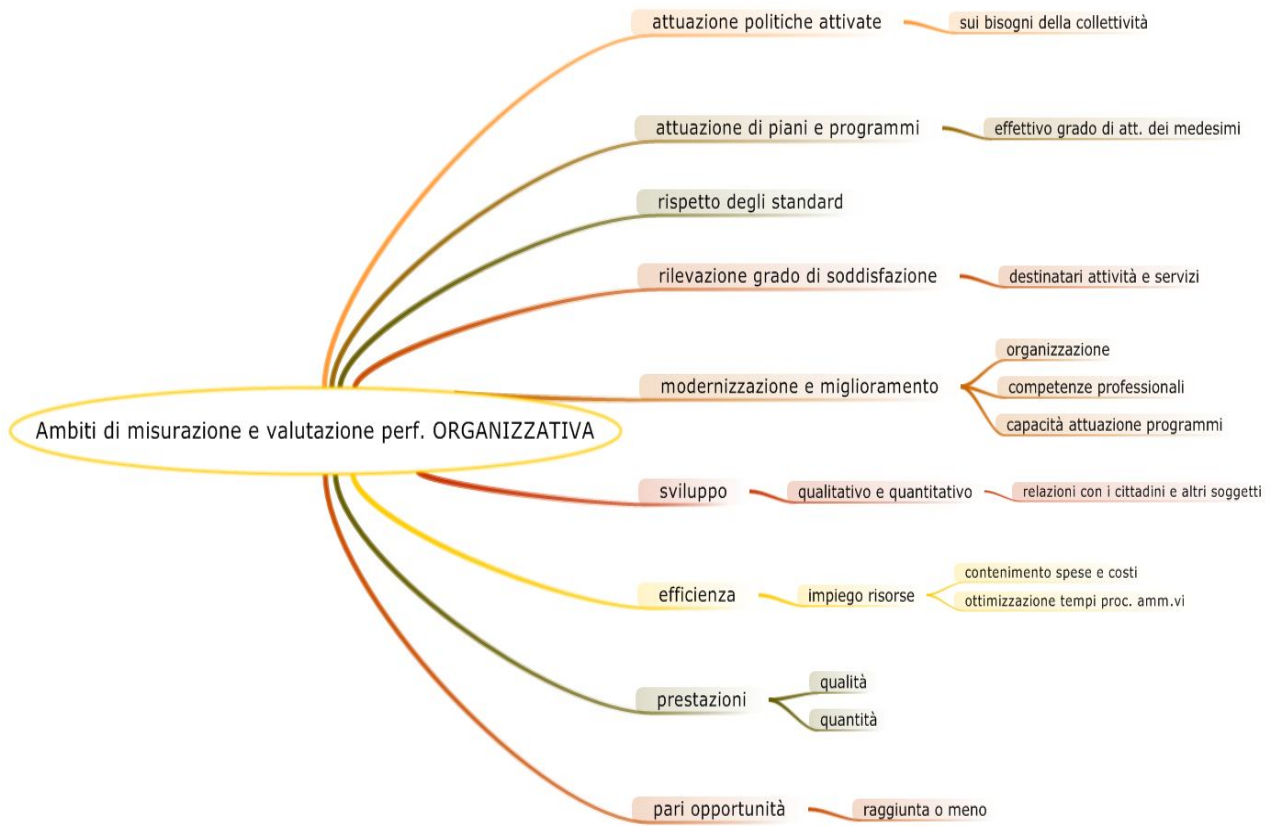 attuazione politiche attivate
sui bisogni della collettività
attuazione di piani e programmi
effettivo grado di att. dei medesimi
rispetto degli standard
rilevazione grado di soddisfazione
destinatari attività e servizi
modernizzazione e miglioramento
organizzazione
competenze professionali
capacità attuazione programmi
Ambiti di misurazione e valutazione perf. ORGANIZZATIVA
sviluppo
qualitativo e quantitativo
relazioni con i cittadini e altri soggetti
efficienza
impiego risorse
contenimento spese e costi
ottimizzazione tempi proc. amm.vi
prestazioni
qualità
quantità
pari opportunità
raggiunta o meno